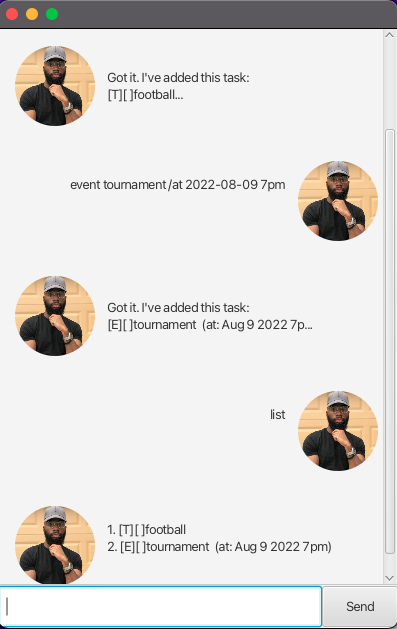 Got it. I've added this task:
[T][ ]football...
event tournament /at 2022-08-09 7pm
Got it. I've added this task:
[E][ ]tournament  (at: Aug 9 2022 7p...
list
1. [T][ ]football
2. [E][ ]tournament  (at: Aug 9 2022 7pm)
Send